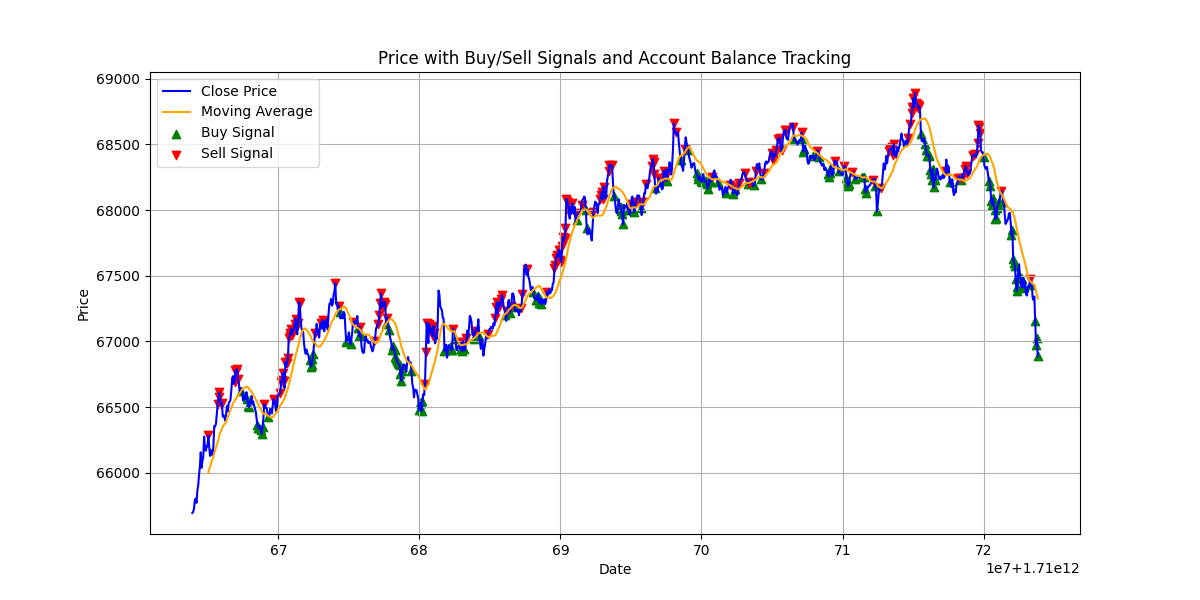 Price with Buy/Sell Signals and Account Balance Tracking
Close Price
Moving Average
Buy Signal
Sell Signal
69000
68500
68000
67500
67000
66500
66000
Price
67 68 69 70 71 72
1e7+1.71e12
Date